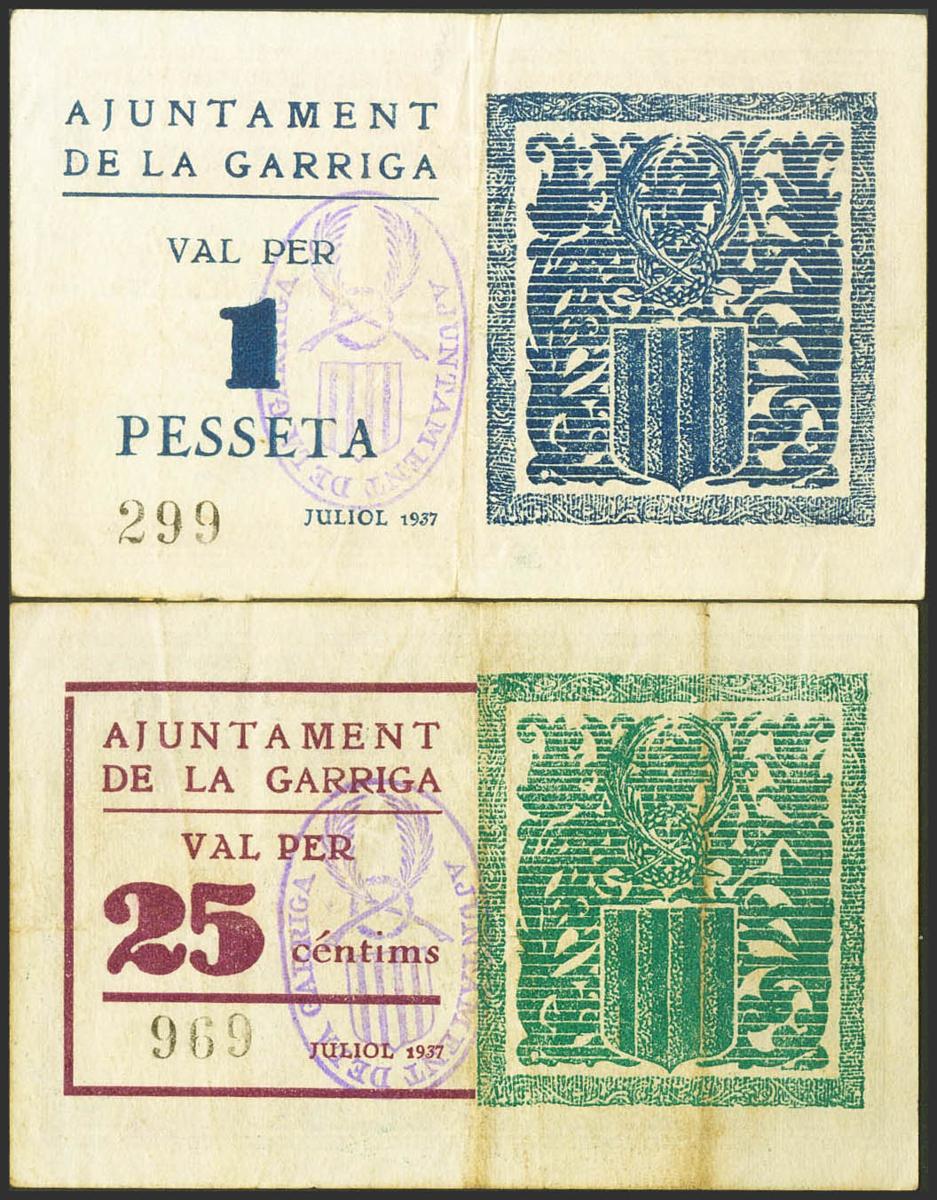 AJUNTAMENT
DE LA GARRIGA
VAL PER
1
PESSETA
299
JULIOL 1937
AJUNTAMENT DE LA GARRIGA
AJUNTAMENT
DE LA GARRIGA
VAL PER
25 céntims
969
JULIOL 1937
AJUNTAMENT DE LA GARRIGA